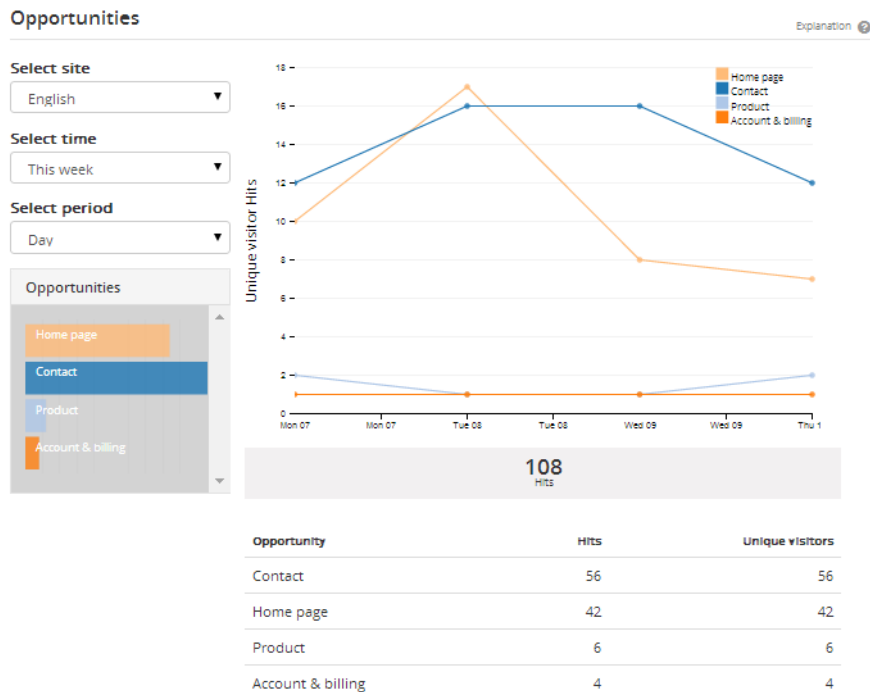 Opportunities
Explanation
Select site
English
Select time
This week
Select period
Day
Opportunities
Home page
Contact
Product
Account & billing
Unique visitor Hits
18
16
14
12
10
8
6
4
2
0
Mon 07 Mon 07 Tue 08 Tue 08 Wed 09 Wed 09 Thu 1
Home page
Contact
Product
Account & billing
108
Hits
Opportunity Hits Unique visitors
Contact 56 56
Home page 42 42
Product 6 6
Account & billing 4 4